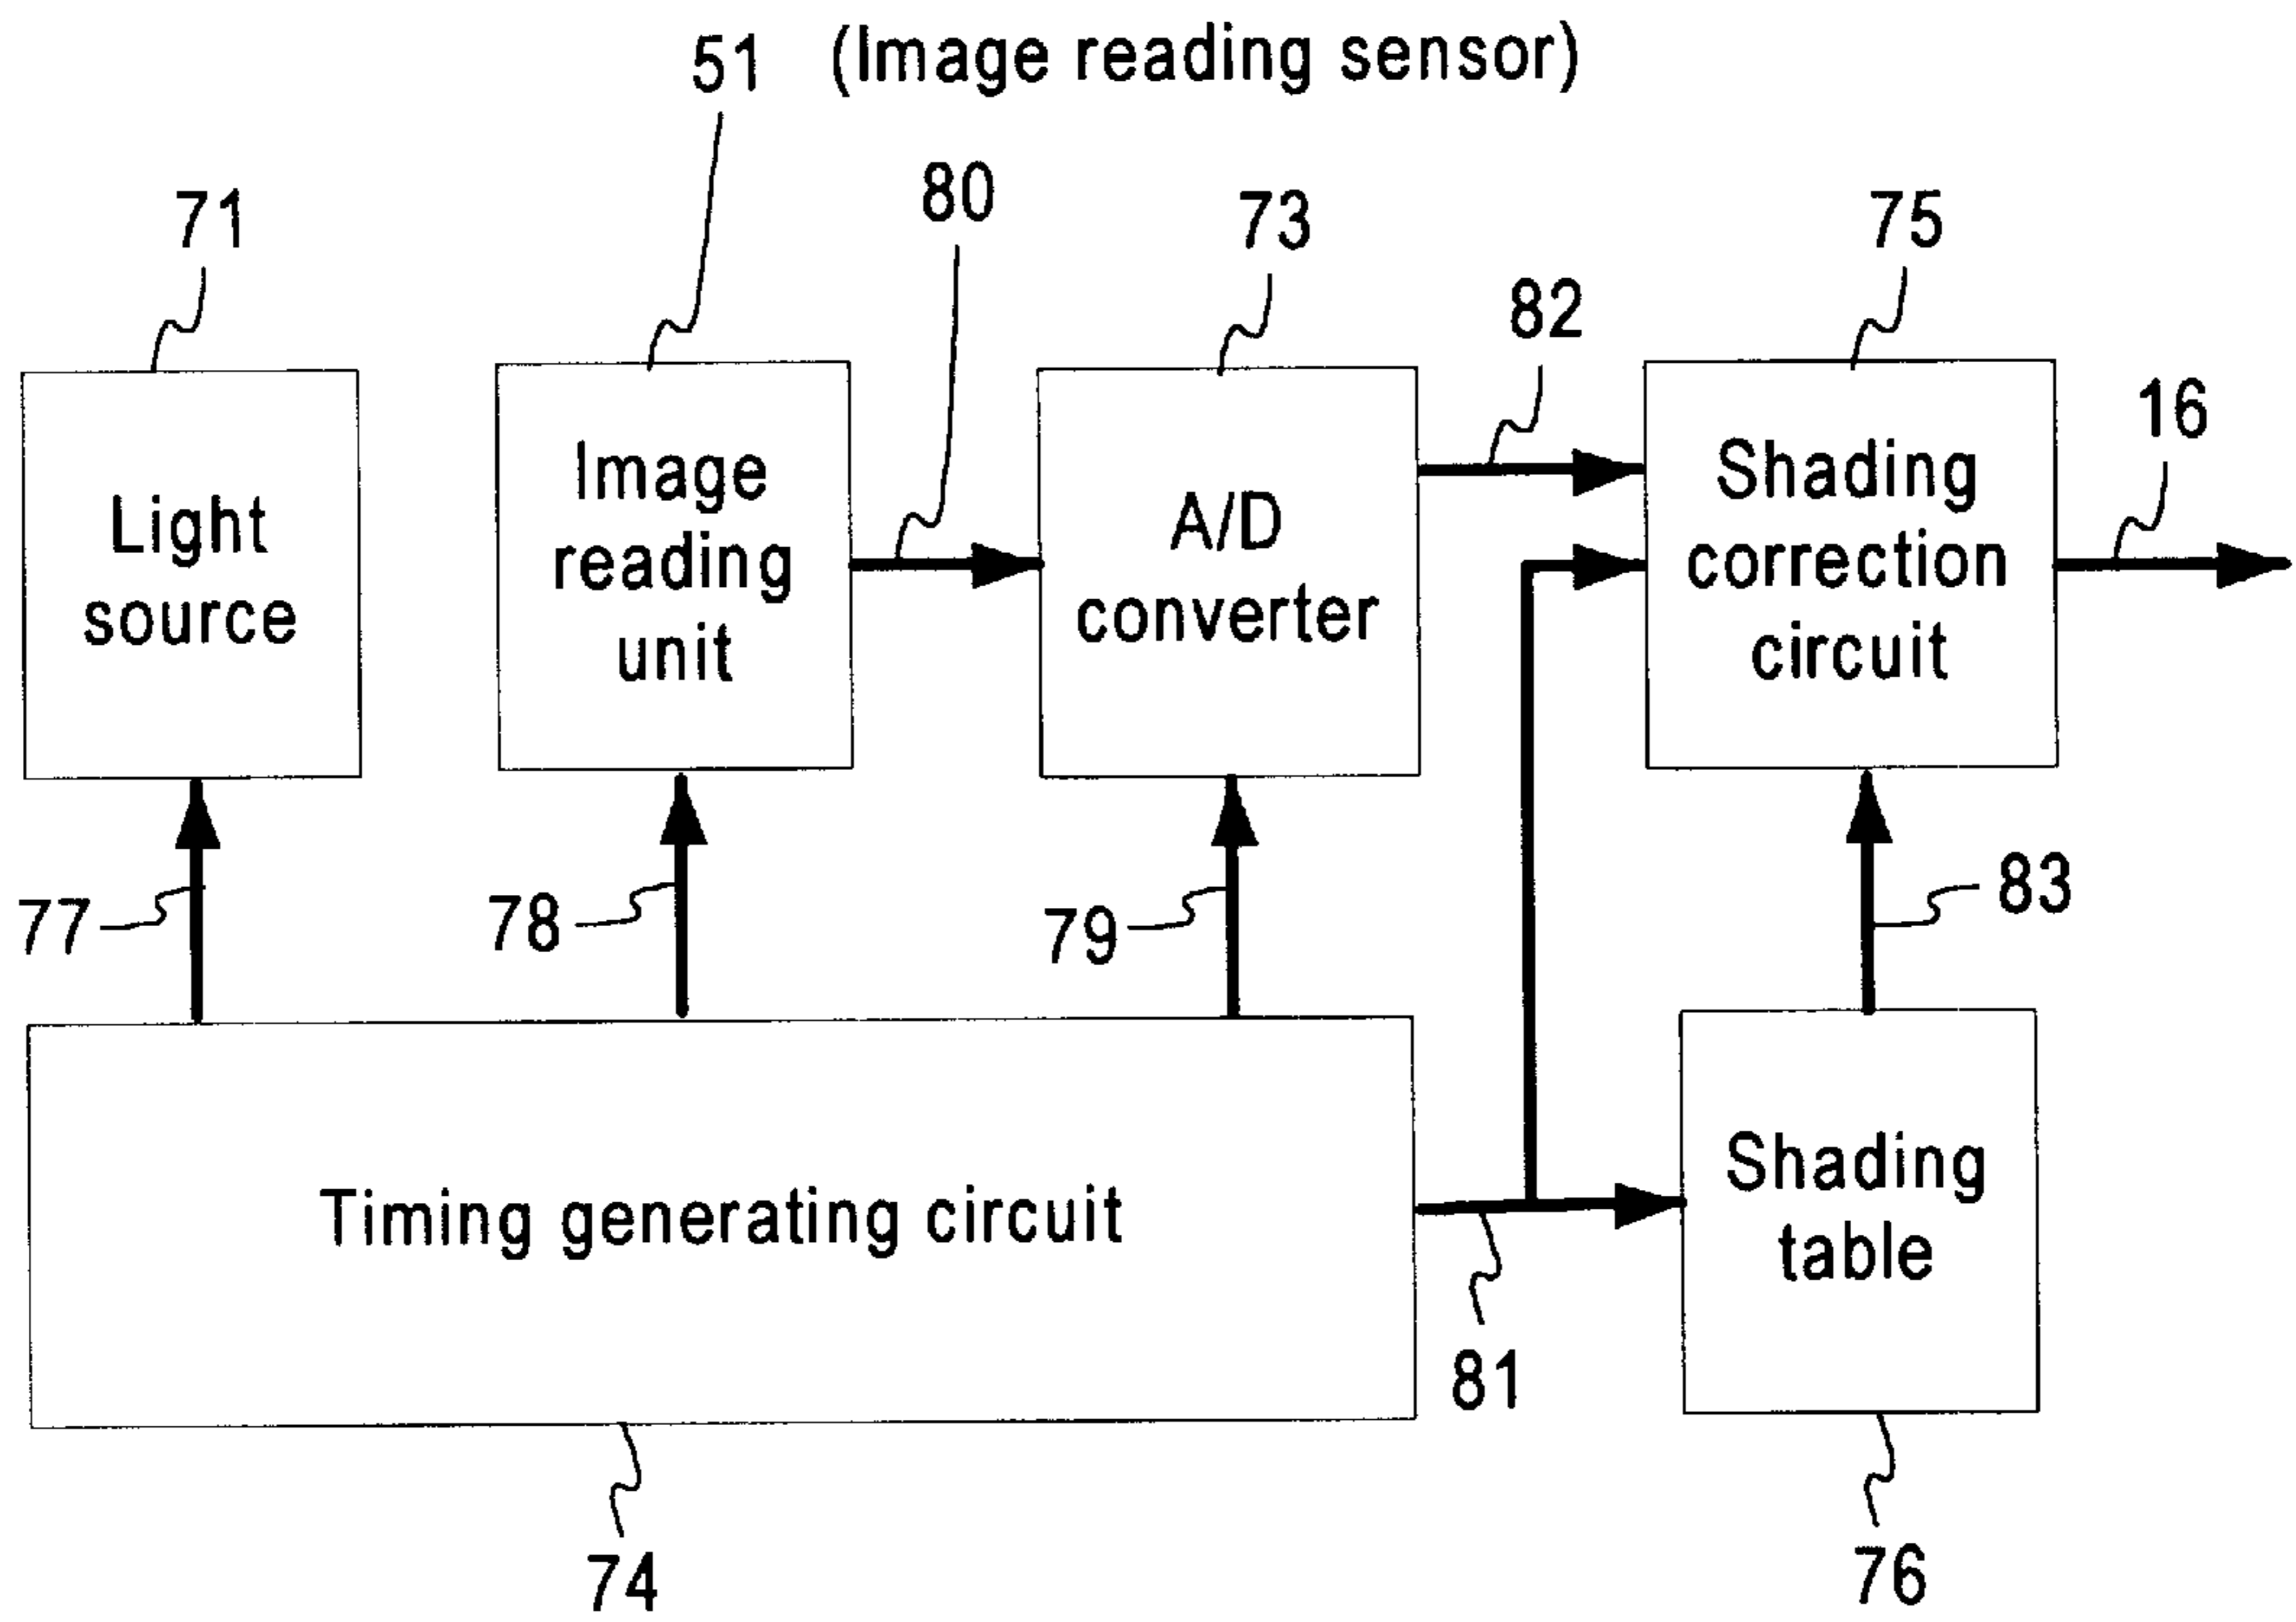 51 (Image reading sensor)
80
71
73
75
82
16
Light
source
Image
reading
unit
A/D
converter
Shading
correction
circuit
77
78
79
83
Timing generating circuit
Shading
table
81
74
76